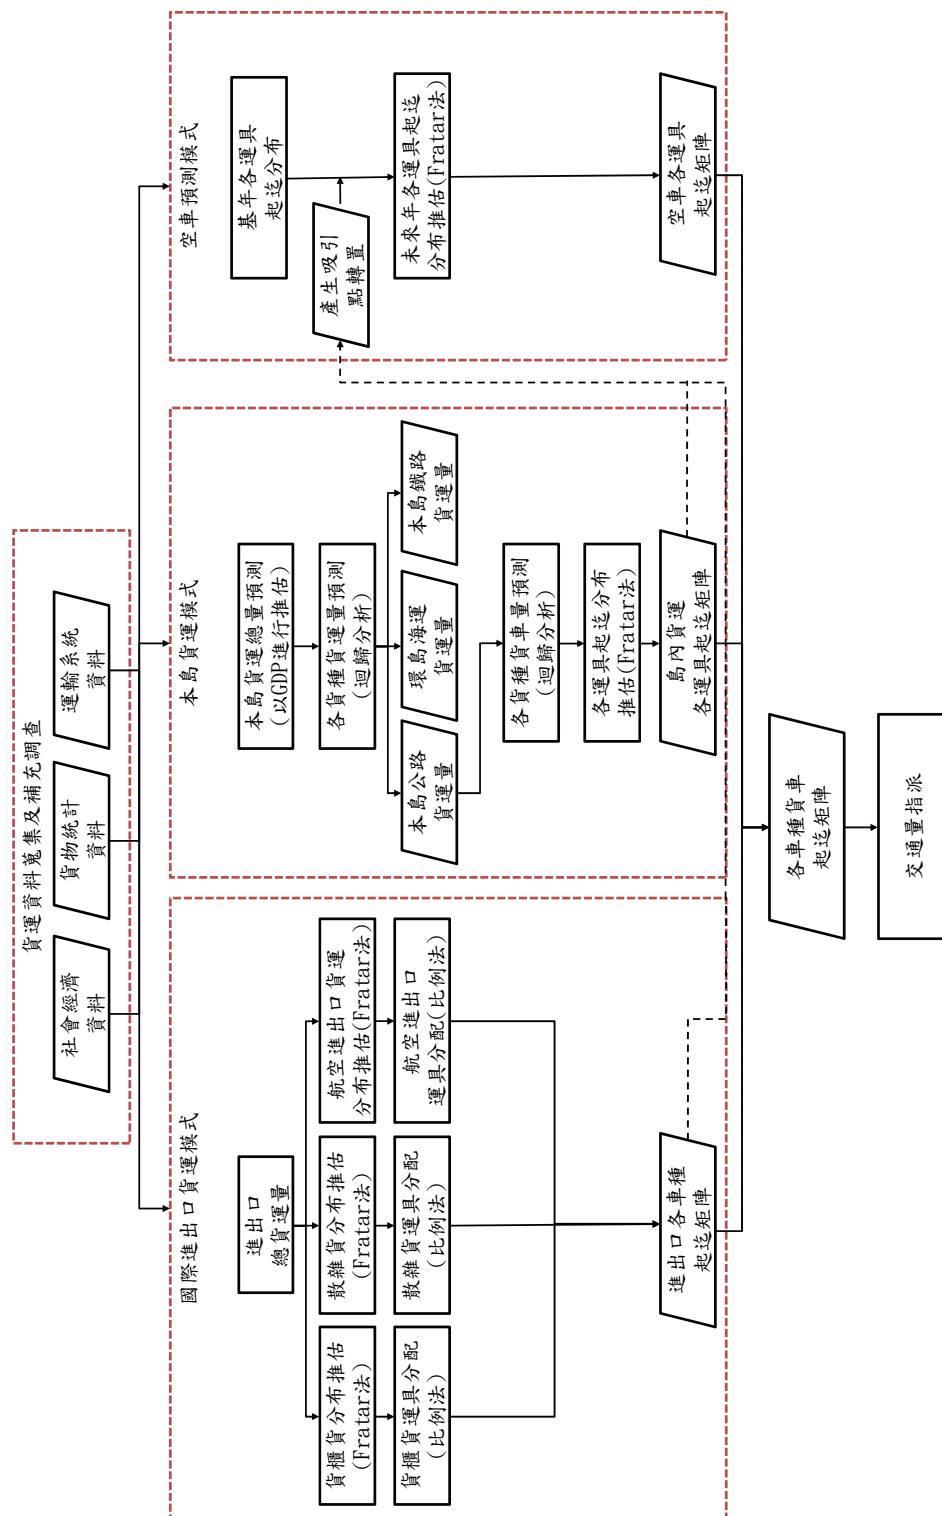 貨運資料蒐集及補充調查
社會經濟
資料
貨物統計
資料
運輸系統
資料
國際進出口貨運模式
進出口
總貨運量
貨櫃貨分布推估
(Fratar法)
散雜貨分布推估
(Fratar法)
航空進出口貨運
分布推估(Fratar法)
貨櫃貨運具分配
(比例法)
散雜貨運具分配
(比例法)
航空進出口
運具分配(比例法)
進出口各車種
起迄矩陣
本島貨運模式
本島貨運總量預測
(以GDP進行推估)
各貨種貨運量預測
(迴歸分析)
本島公路
貨運量
環島海運
貨運量
本島鐵路
貨運量
各貨種貨車量預測
(迴歸分析)
各運具起迄分布
推估(Fratar法)
島內貨運
各運具起迄矩陣
空車預測模式
基年各運具
起迄分布
產生吸引
點轉置
未來年各運具起迄
分布推估(Fratar法)
空車各運具
起迄矩陣
各車種貨車
起迄矩陣
交通量指派